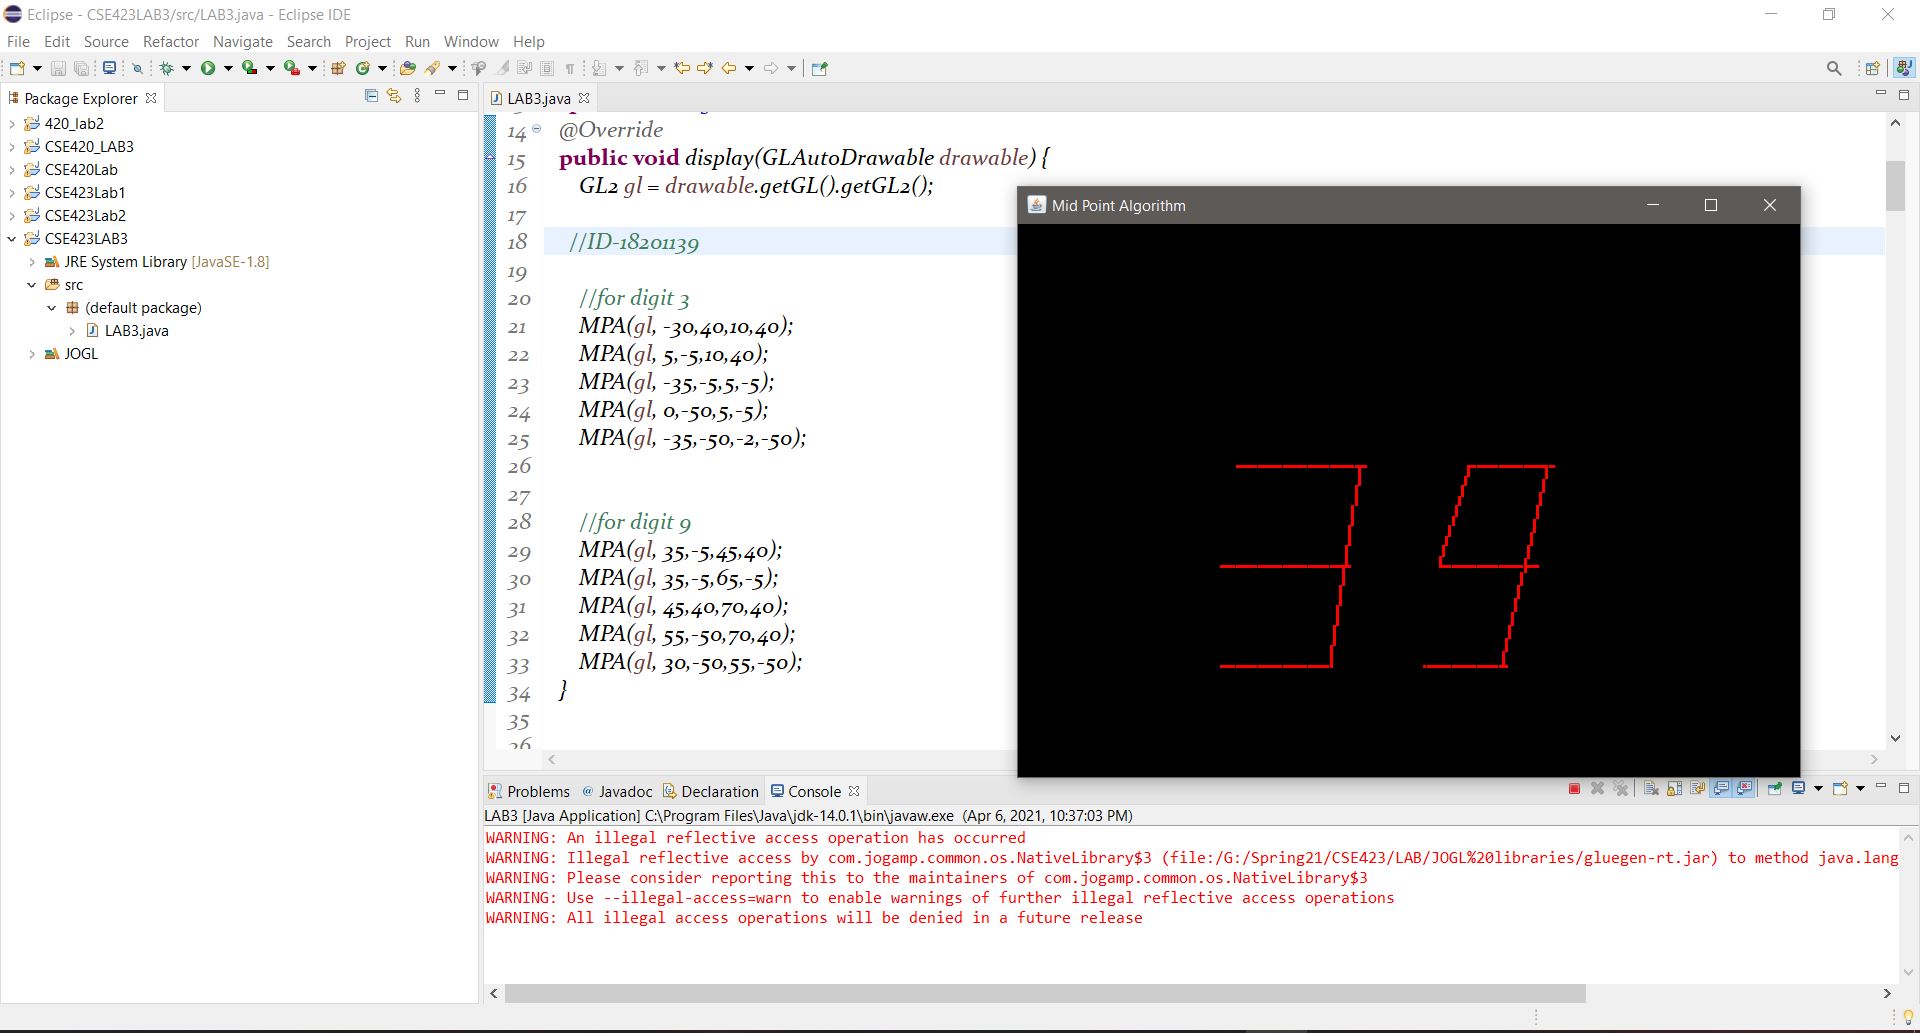 Eclipse - CSE423LAB3/src/LAB3.java - Eclipse IDE
File Edit Source Refactor Navigate Search Project Run Window Help
Package Explorer
420_lab2
CSE420_LAB3
CSE420Lab
CSE423Lab1
CSE423Lab2
CSE423LAB3
JRE System Library [JavaSE-1.8]
src
(default package)
LAB3.java
JOGL
LAB3.java
14 @Override
15 public void display(GLAutoDrawable drawable) {
16 GL2 gl = drawable.getGL().getGL2();
17
18 //ID-18201139
19
20 //for digit 3
21 MPA(gl, -30,40,10,40);
22 MPA(gl, 5,-5,10,40);
23 MPA(gl, -35,-5,5,-5);
24 MPA(gl, 0,-50,5,-5);
25 MPA(gl, -35,-50,-2,-50);
26
27
28 //for digit 9
29 MPA(gl, 35,-5,45,40);
30 MPA(gl, 35,-5,65,-5);
31 MPA(gl, 45,40,70,40);
32 MPA(gl, 55,-50,70,40);
33 MPA(gl, 30,-50,55,-50);
34 }
35
36
Mid Point Algorithm
39
Problems @ Javadoc Declaration Console
LAB3 [Java Application] C:\Program Files\Java\jdk-14.0.1\bin\javaw.exe (Apr 6, 2021, 10:37:03 PM)
WARNING: An illegal reflective access operation has occurred
WARNING: Illegal reflective access by com.jogamp.common.os.NativeLibrary$3 (file:/G:/Spring21/CSE423/LAB/JOGL%20libraries/gluegen-rt.jar) to method java.lang
WARNING: Please consider reporting this to the maintainers of com.jogamp.common.os.NativeLibrary$3
WARNING: Use --illegal-access=warn to enable warnings of further illegal reflective access operations
WARNING: All illegal access operations will be denied in a future release